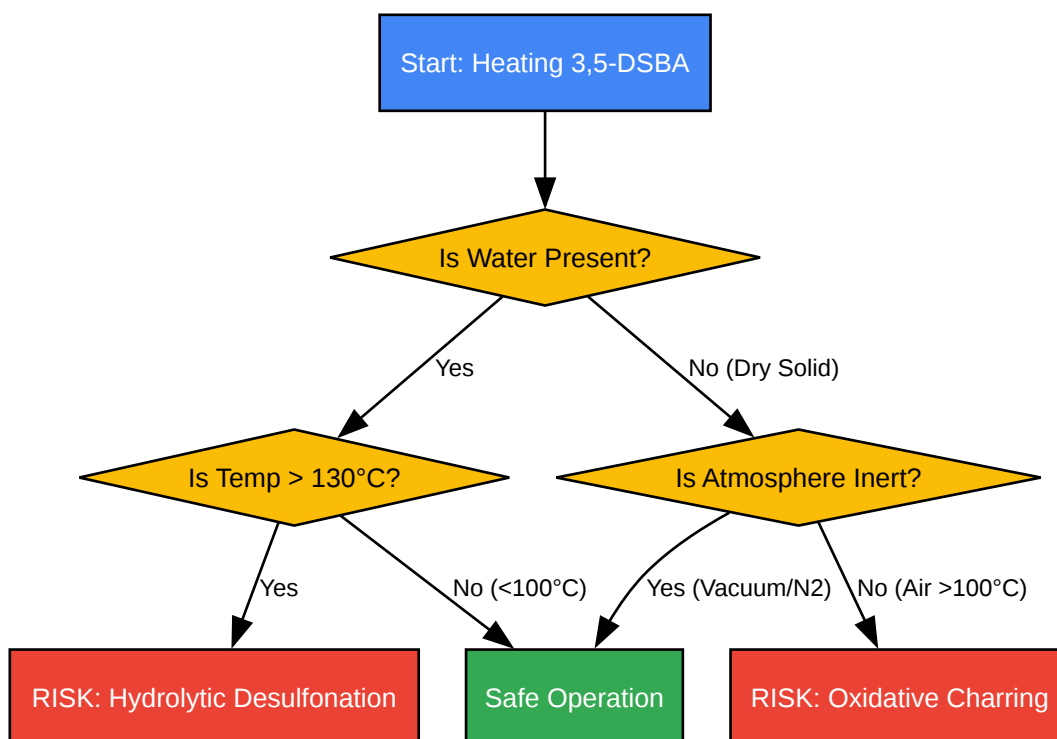 Start: Heating 3,5-DSBA
Is Water Present?
Yes
No (Dry Solid)
Is Temp > 130°C?
Is Atmosphere Inert?
Yes
No (<100°C)
Yes (Vacuum/N2)
No (Air >100°C)
RISK: Hydrolytic Desulfonation
Safe Operation
RISK: Oxidative Charring